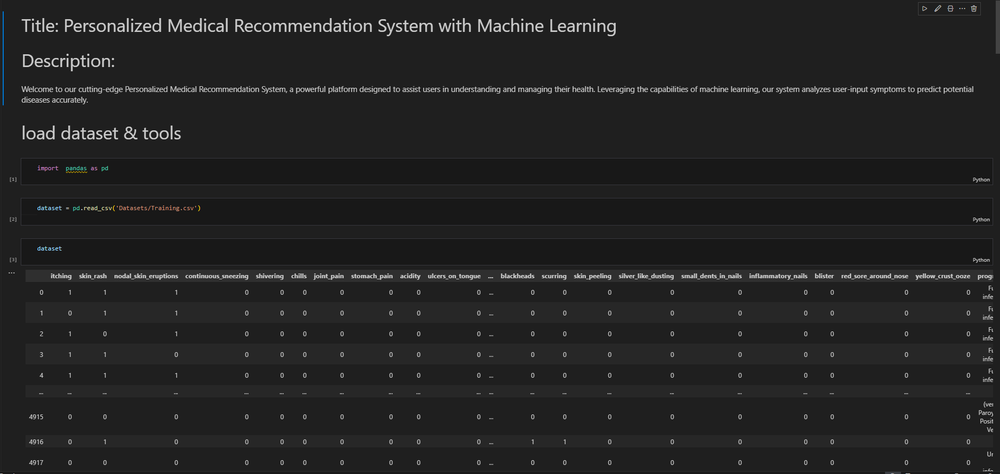 Title: Personalized Medical Recommendation System with Machine Learning
Description:
Welcome to our cutting-edge Personalized Medical Recommendation System, a powerful platform designed to assist users in understanding and managing their health. Leveraging the capabilities of machine learning, our system analyzes user-input symptoms to predict potential
diseases accurately.
load dataset & tools
import pandas as pd
[1]
Python
dataset = pd.read_csv('Datasets/Training.csv')
[2]
Python
dataset
[3]
Python
...
itching skin_rash nodal_skin_eruptions continuous_sneezing shivering chills joint_pain stomach_pain acidity ulcers_on_tongue ... blackheads scurring skin_peeling silver_like_dusting small_dents_in_nails inflammatory_nails blister red_sore_around_nose yellow_crust_ooze prog
0 1 1 1 0 0 0 0 0 0 0 ... 0 0 0 0 0 0 0 0 0 Fu
infe
1 0 1 1 0 0 0 0 0 0 0 ... 0 0 0 0 0 0 0 0 0 Fu
infe
2 1 0 1 0 0 0 0 0 0 0 ... 0 0 0 0 0 0 0 0 0 Fu
infe
3 1 1 0 0 0 0 0 0 0 0 ... 0 0 0 0 0 0 0 0 0 Fu
infe
4 1 1 1 0 0 0 0 0 0 0 ... 0 0 0 0 0 0 0 0 0 Fu
infe
... ... ... ... ... ... ... ... ... ... ... ... ... ... ... ... ... ... ... ... ...
(ver
Paroy
4915 0 0 0 0 0 0 0 0 0 0 ... 0 0 0 0 0 0 0 0 0
Posit
Ve
4916 0 1 0 0 0 0 0 0 0 0 ... 1 1 0 0 0 0 0 0 0
Ur
4917 0 0 0 0 0 0 0 0 0 0 ... 0 0 0 0 0 0 0 0 0